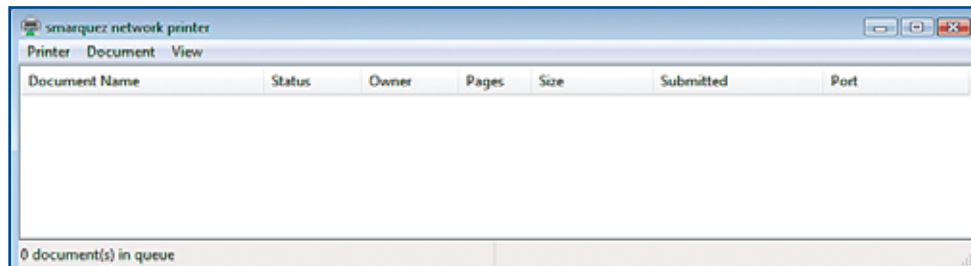 smarquez network printer
Printer Document View
Document Name Status Owner Pages Size Submitted Port
0 document(s) in queue